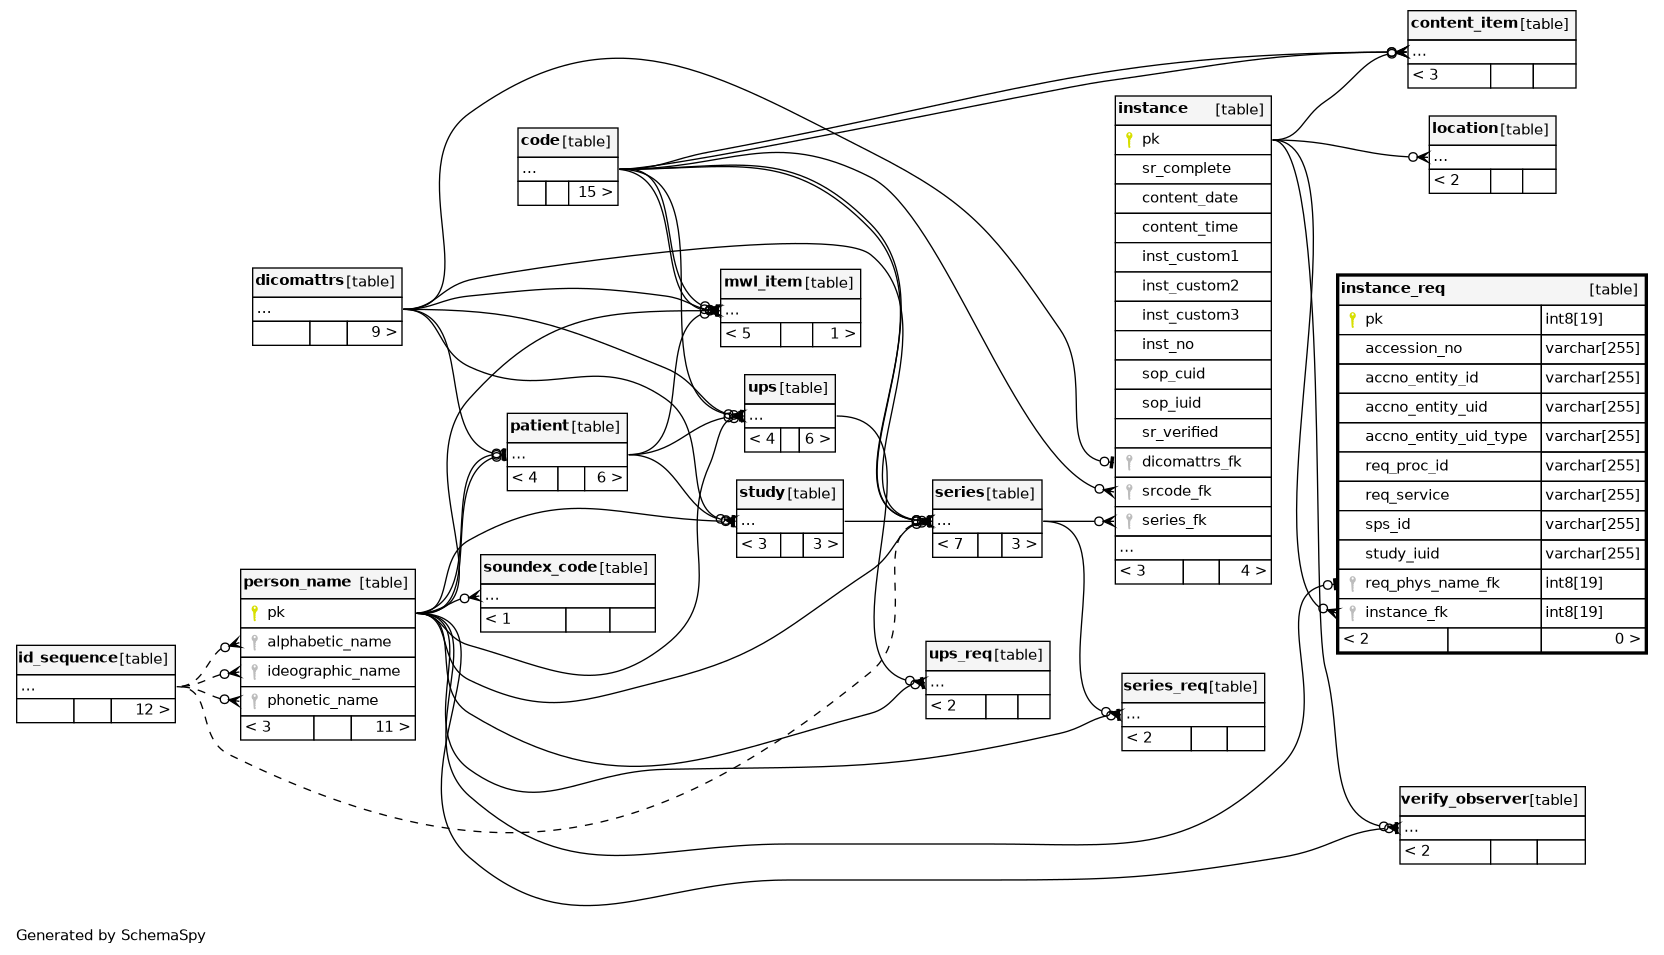 content_item [table]
...
< 3
instance [table]
pk
sr_complete
content_date
content_time
inst_custom1
inst_custom2
inst_custom3
inst_no
sop_cuid
sop_iuid
sr_verified
dicomattrs_fk
srcode_fk
series_fk
...
< 3 4 >
location [table]
...
< 2
code [table]
...
15 >
dicomattrs [table]
...
9 >
mwl_item [table]
...
< 5 1 >
instance_req [table]
pk int8[19]
accession_no varchar[255]
accno_entity_id varchar[255]
accno_entity_uid varchar[255]
accno_entity_uid_type varchar[255]
req_proc_id varchar[255]
req_service varchar[255]
sps_id varchar[255]
study_iuid varchar[255]
req_phys_name_fk int8[19]
instance_fk int8[19]
< 2 0 >
ups [table]
...
< 4 6 >
patient [table]
...
< 4 6 >
study [table]
...
< 3 3 >
series [table]
...
< 7 3 >
soundex_code [table]
...
< 1
person_name [table]
pk
alphabetic_name
ideographic_name
phonetic_name
< 3 11 >
id_sequence [table]
...
12 >
ups_req [table]
...
< 2
series_req [table]
...
< 2
verify_observer [table]
...
< 2
Generated by SchemaSpy